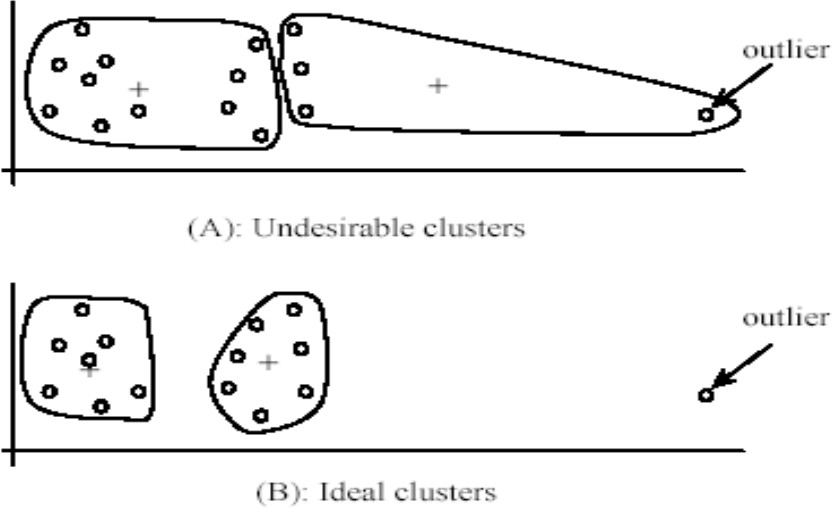 outlier
(A): Undesirable clusters
outlier
(B): Ideal clusters